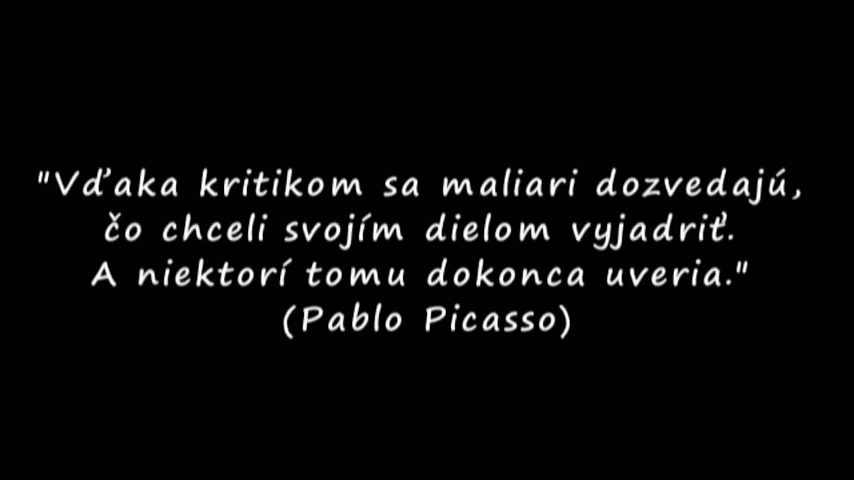 "Vďaka kritikom sa maliari dozvedajú,
čo chceli svojím dielom vyjadriť.
A niektorí tomu dokonca uveria."
(Pablo Picasso)